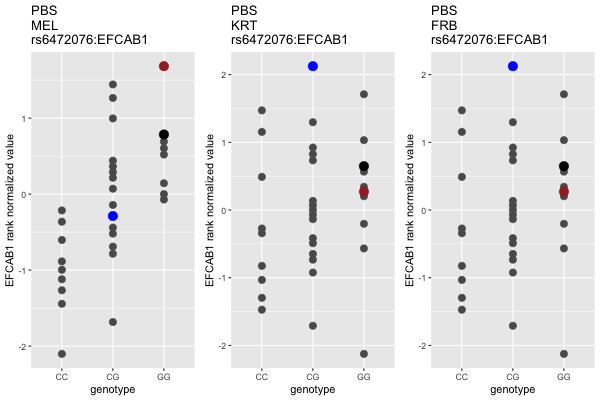 PBS
MEL
rs6472076:EFCAB1
EFCAB1 rank normalized value
1
0
-1
-2
CC CG GG
genotype
PBS
KRT
rs6472076:EFCAB1
EFCAB1 rank normalized value
2
1
0
-1
-2
CC CG GG
genotype
PBS
FRB
rs6472076:EFCAB1
EFCAB1 rank normalized value
2
1
0
-1
-2
CC CG GG
genotype